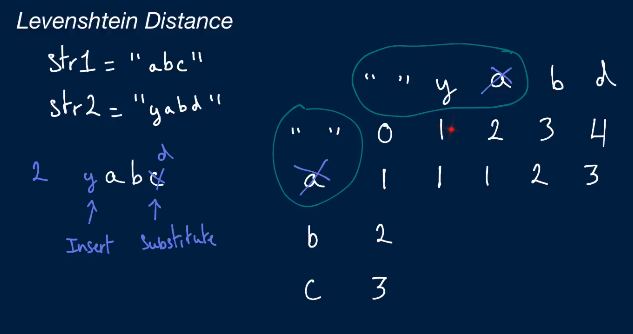 Levenshtein Distance
str1 = "abc"
str2 = "yabd"
" " y a b d
" " 0 1 2 3 4
a 1 1 1 2 3
b 2
c 3
d
2 y a b c
Insert Substitute